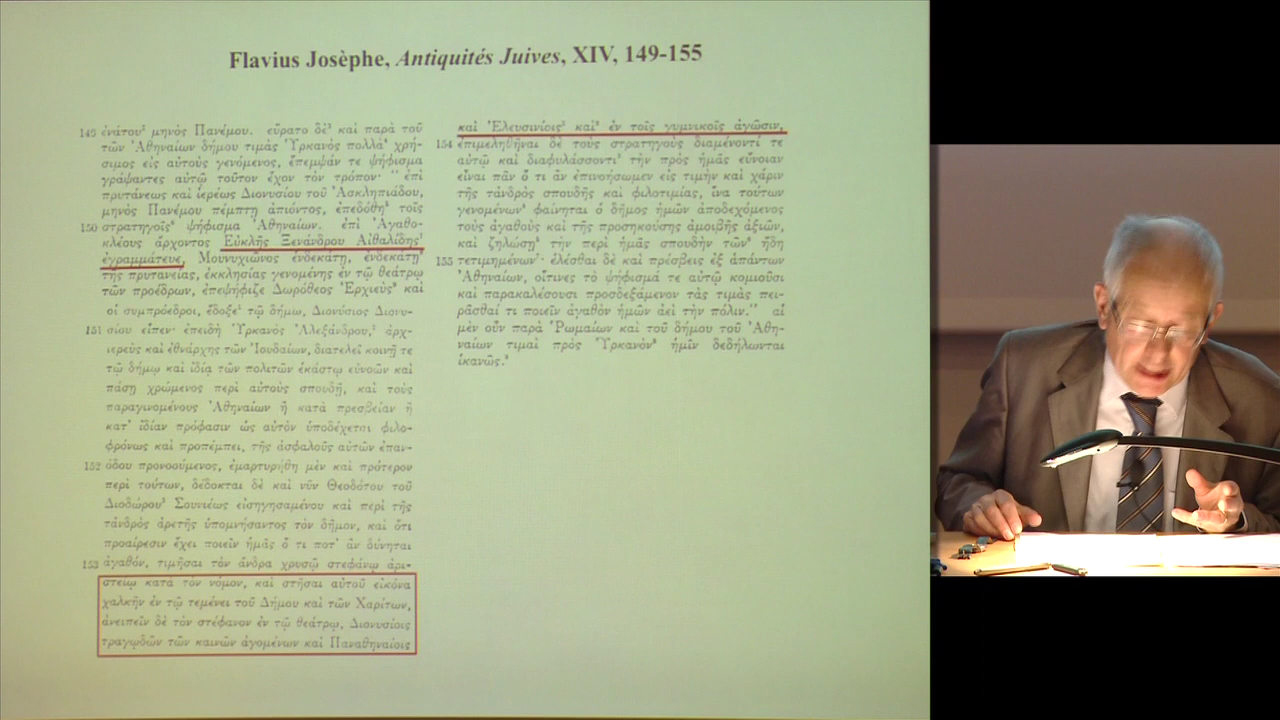 Flavius Josèphe, Antiquités Juives, XIV, 149-155
149 ἐνάτου² μηνὸς Πανέμου. εὕρατο δὲ³ καὶ παρὰ τοῦ
τῶν Ἀθηναίων δήμου τιμὰς Ὑρκανὸς πολλὰ⁴ χρή-
σιμος εἰς αὐτοὺς γενόμενος, ἔπεμψάν τε ψήφισμα
γράψαντες αὐτῷ τοῦτον ἔχον τὸν τρόπον· "ἐπὶ
πρυτάνεως καὶ ἱερέως Διονυσίου τοῦ Ἀσκληπιάδου,
μηνὸς Πανέμου πέμπτῃ ἀπιόντος, ἐπεδόθη⁵ τοῖς
150 στρατηγοῖς⁶ ψήφισμα Ἀθηναίων. ἐπὶ Ἀγαθο-
κλέους ἄρχοντος Εὐκλῆς Ξενάνδρου Αἰθαλίδης⁷
ἐγραμμάτευε, Μουνυχιῶνος ἑνδεκάτῃ, ἑνδεκάτῃ
τῆς πρυτανείας, ἐκκλησίας γενομένης ἐν τῷ θεάτρῳ,
τῶν προέδρων, ἐπεψήφιζε Δωρόθεος Ἐρχιεὺς⁸ καὶ
οἱ συμπρόεδροι, ἔδοξε τῷ δήμῳ, Διονύσιος Διονυ-
151 σίου εἶπεν· ἐπειδὴ Ὑρκανὸς Ἀλεξάνδρου, ἀρχ-
ιερεὺς καὶ ἐθνάρχης τῶν Ἰουδαίων, διατελεῖ κοινῇ τε
τῷ δήμῳ καὶ ἰδίᾳ τῶν πολιτῶν ἑκάστῳ εὐνοῶν καὶ
πάσῃ χρώμενος περὶ αὐτοὺς σπουδῇ, καὶ τοὺς
παραγινομένους Ἀθηναίων ἢ κατὰ πρεσβείαν ἢ
κατ' ἰδίαν πρόφασιν ὡς αὐτὸν ὑποδέχεται φιλο-
φρόνως καὶ προπέμπει, τῆς ἀσφαλοῦς αὐτῶν ἐπαν-
152 όδου προνοούμενος, ἐμαρτυρήθη μὲν καὶ πρότερον
περὶ τούτων, δέδοκται δὲ καὶ νῦν Θεοδότου τοῦ
Διοδώρου Σουνιέως εἰσηγησαμένου καὶ περὶ τῆς
τἀνδρὸς ἀρετῆς ὑπομνήσαντος τὸν δῆμον, καὶ ὅτι
προαίρεσιν ἔχει ποιεῖν ἡμᾶς ὅ τι ποτ' ἂν δύνηται
153 ἀγαθόν, τιμῆσαι τὸν ἄνδρα χρυσῷ στεφάνῳ ἀρι-
στείῳ κατὰ τὸν νόμον, καὶ στῆσαι αὐτοῦ εἰκόνα
χαλκῆν ἐν τῷ τεμένει τοῦ Δήμου καὶ τῶν Χαρίτων,
ἀνειπεῖν δὲ τὸν στέφανον ἐν τῷ θεάτρῳ, Διονυσίοις
τραγῳδῶν τῶν καινῶν ἀγομένων καὶ Παναθηναίοις
καὶ Ἐλευσινίοις καὶ ἐν τοῖς γυμνικοῖς ἀγῶσιν,
154 ἐπιμεληθῆναι δὲ τοὺς στρατηγοὺς διαμένοντί τε
αὐτῷ καὶ διαφυλάσσοντι τὴν πρὸς ἡμᾶς εὔνοιαν
εἶναι πᾶν ὅ τι ἂν ἐπινοήσωμεν εἰς τιμὴν καὶ χάριν
τῆς τἀνδρὸς σπουδῆς καὶ φιλοτιμίας, ἵνα τούτων
γενομένων φαίνηται ὁ δῆμος ἡμῶν ἀποδεχόμενος
τοὺς ἀγαθοὺς καὶ τῆς προσηκούσης ἀμοιβῆς ἀξιῶν,
καὶ ζηλώσῃ τὴν περὶ ἡμᾶς σπουδὴν τῶν ἤδη
155 τετιμημένων· ἑλέσθαι δὲ καὶ πρέσβεις ἐξ ἁπάντων
Ἀθηναίων, οἵτινες τὸ ψήφισμά τε αὐτῷ κομιοῦσι
καὶ παρακαλέσουσι προσδεξάμενον τὰς τιμὰς πει-
ρᾶσθαί τι ποιεῖν ἀγαθὸν ἡμῶν ἀεὶ τὴν πόλιν." αἱ
μὲν οὖν παρὰ Ῥωμαίων καὶ τοῦ δήμου τοῦ Ἀθη-
ναίων τιμαὶ πρὸς Ὑρκανὸν ἡμῖν δεδήλωνται
ἱκανῶς.